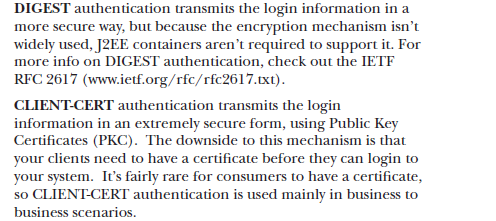 DIGEST authentication transmits the login information in a
more secure way, but because the encryption mechanism isn't
widely used, J2EE containers aren't required to support it. For
more info on DIGEST authentication, check out the IETF
RFC 2617 (www.ietf.org/rfc/rfc2617.txt).
CLIENT-CERT authentication transmits the login
information in an extremely secure form, using Public Key
Certificates (PKC). The downside to this mechanism is that
your clients need to have a certificate before they can login to
your system. It's fairly rare for consumers to have a certificate,
so CLIENT-CERT authentication is used mainly in business to
business scenarios.